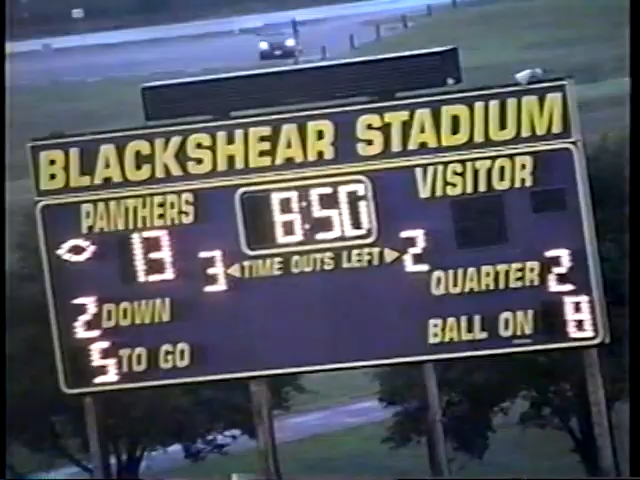 BLACKSHEAR STADIUM
PANTHERS 8:50 VISITOR
13 3 TIME OUTS LEFT 2
2 DOWN QUARTER 2
5 TO GO BALL ON 8